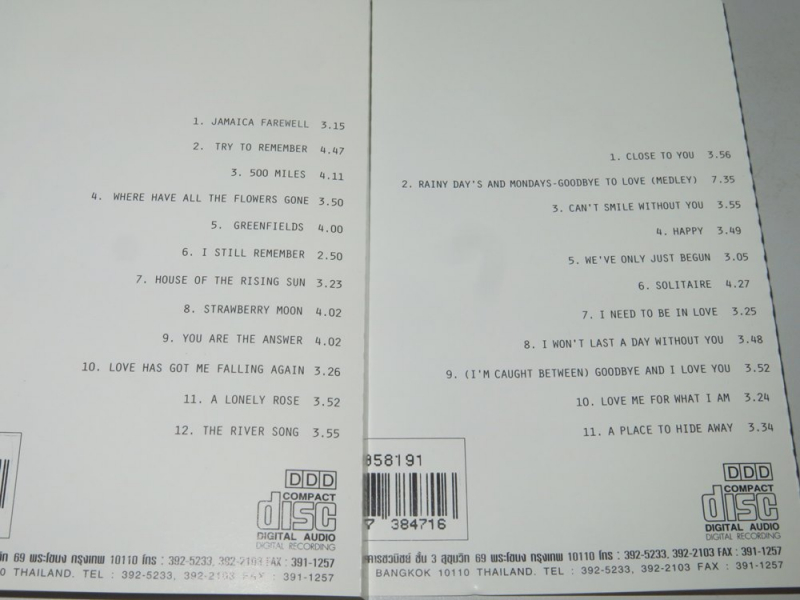 1. JAMAICA FAREWELL 3.15
2. TRY TO REMEMBER 4.47
3. 500 MILES 4.11
4. WHERE HAVE ALL THE FLOWERS GONE 3.50
5. GREENFIELDS 4.00
6. I STILL REMEMBER 2.50
7. HOUSE OF THE RISING SUN 3.23
8. STRAWBERRY MOON 4.02
9. YOU ARE THE ANSWER 4.02
10. LOVE HAS GOT ME FALLING AGAIN 3.26
11. A LONELY ROSE 3.52
12. THE RIVER SONG 3.55
DDD
COMPACT
disc
DIGITAL AUDIO
DIGITAL RECORDING
69 พระโขนง กรุงเทพ 10110 โทร : 392-5233, 392-2103 FAX : 391-1257
0 THAILAND. TEL : 392-5233, 392-2103 FAX : 391-1257
1. CLOSE TO YOU 3.56
2. RAINY DAY'S AND MONDAYS-GOODBYE TO LOVE (MEDLEY) 7.35
3. CAN'T SMILE WITHOUT YOU 3.55
4. HAPPY 3.49
5. WE'VE ONLY JUST BEGUN 3.05
6. SOLITAIRE 4.27
7. I NEED TO BE IN LOVE 3.25
8. I WON'T LAST A DAY WITHOUT YOU 3.48
9. (I'M CAUGHT BETWEEN) GOODBYE AND I LOVE YOU 3.52
10. LOVE ME FOR WHAT I AM 3.24
11. A PLACE TO HIDE AWAY 3.34
858191
7 384716
DDD
COMPACT
disc
DIGITAL AUDIO
DIGITAL RECORDING
ชั้น 3 สุขุมวิท 69 พระโขนง กรุงเทพ 10110 โทร : 392-5233, 392-2103 FAX : 391-1257
BANGKOK 10110 THAILAND. TEL : 392-5233, 392-2103 FAX : 391-1257